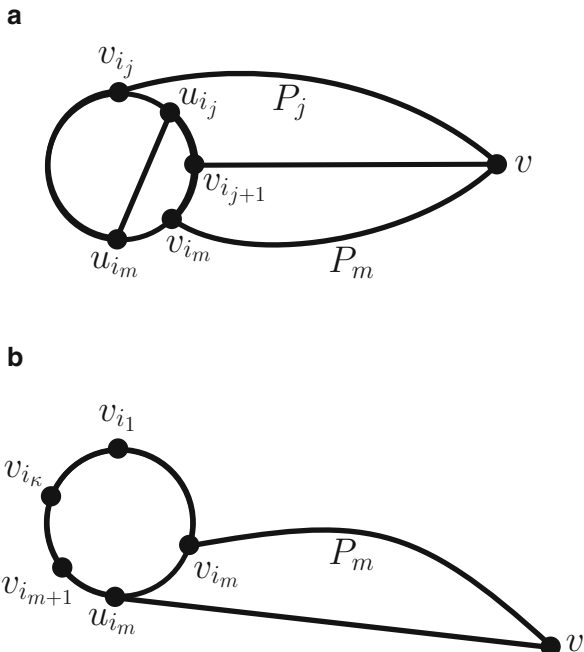 a
v_{i_j}
u_{i_j}
P_j
v
v_{i_{j+1}}
v_{i_m}
u_{i_m}
P_m
b
v_{i_1}
v_{i_κ}
P_m
v_{i_m}
v_{i_{m+1}}
u_{i_m}
v